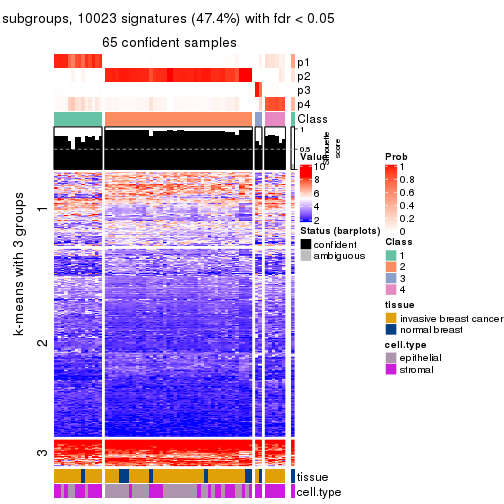 subgroups, 10023 signatures (47.4%) with fdr < 0.05
65 confident samples
p1
p2
p3
p4
Class
1
0.5
0
Silhouette
score
k-means with 3 groups
1
2
3
tissue
cell.type
Value
10
8
6
4
2
Status (barplots)
confident
ambiguous
Prob
1
0.8
0.6
0.4
0.2
0
Class
1
2
3
4
tissue
invasive breast cancer
normal breast
cell.type
epithelial
stromal